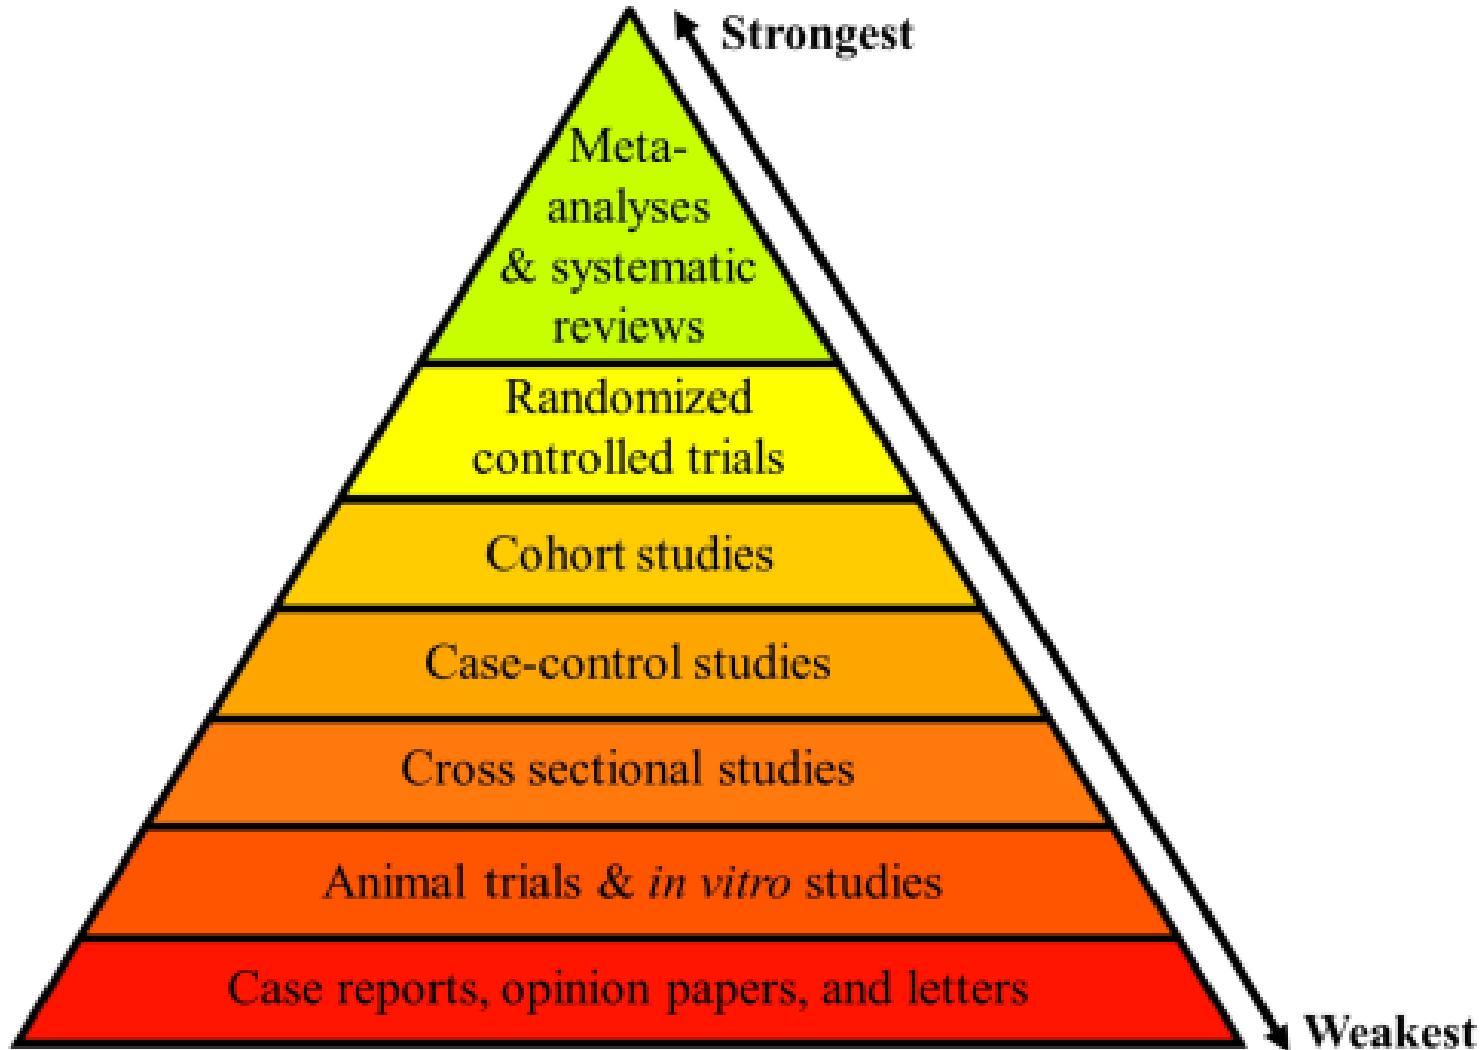 Strongest
Meta-
analyses
& systematic
reviews
Randomized
controlled trials
Cohort studies
Case-control studies
Cross sectional studies
Animal trials & in vitro studies
Case reports, opinion papers, and letters
Weakest